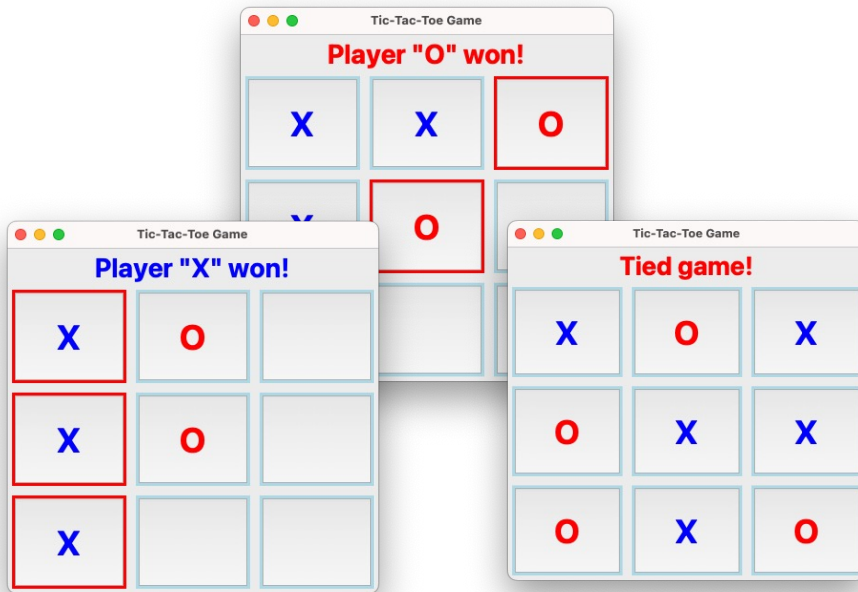 Tic-Tac-Toe Game
Player "O" won!
X X O
X O
Tic-Tac-Toe Game
Player "X" won!
X O
X O
X
Tic-Tac-Toe Game
Tied game!
X O X
O X X
O X O